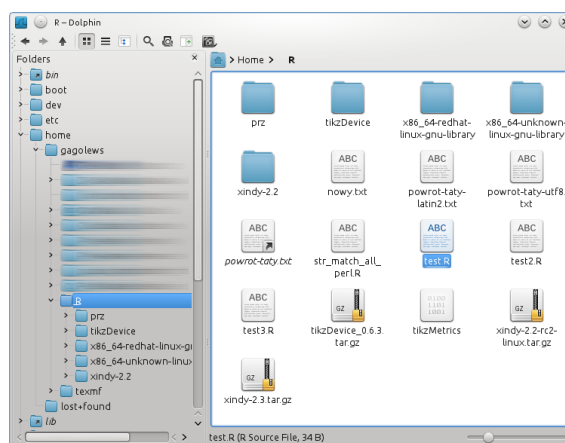 R – Dolphin
Folders
Home > R
bin
boot
dev
etc
home
gagolews
R
prz
tikzDevice
x86_64-redhat-linux-gn
x86_64-unknown-linux
xindy-2.2
texmf
lost+found
lib
prz
tikzDevice
x86_64-redhat-
linux-gnu-library
x86_64-unknown-
linux-gnu-library
xindy-2.2
ABC
nowy.txt
ABC
powrot-taty-
latin2.txt
ABC
powrot-taty-utf8.
txt
ABC
powrot-taty.txt
ABC
str_match_all_
perl.R
ABC
test.R
ABC
test2.R
ABC
test3.R
GZ
tikzDevice_0.6.3.
tar.gz
tikzMetrics
GZ
xindy-2.2-rc2-
linux.tar.gz
GZ
xindy-2.3.tar.gz
test.R (R Source File, 34 B)